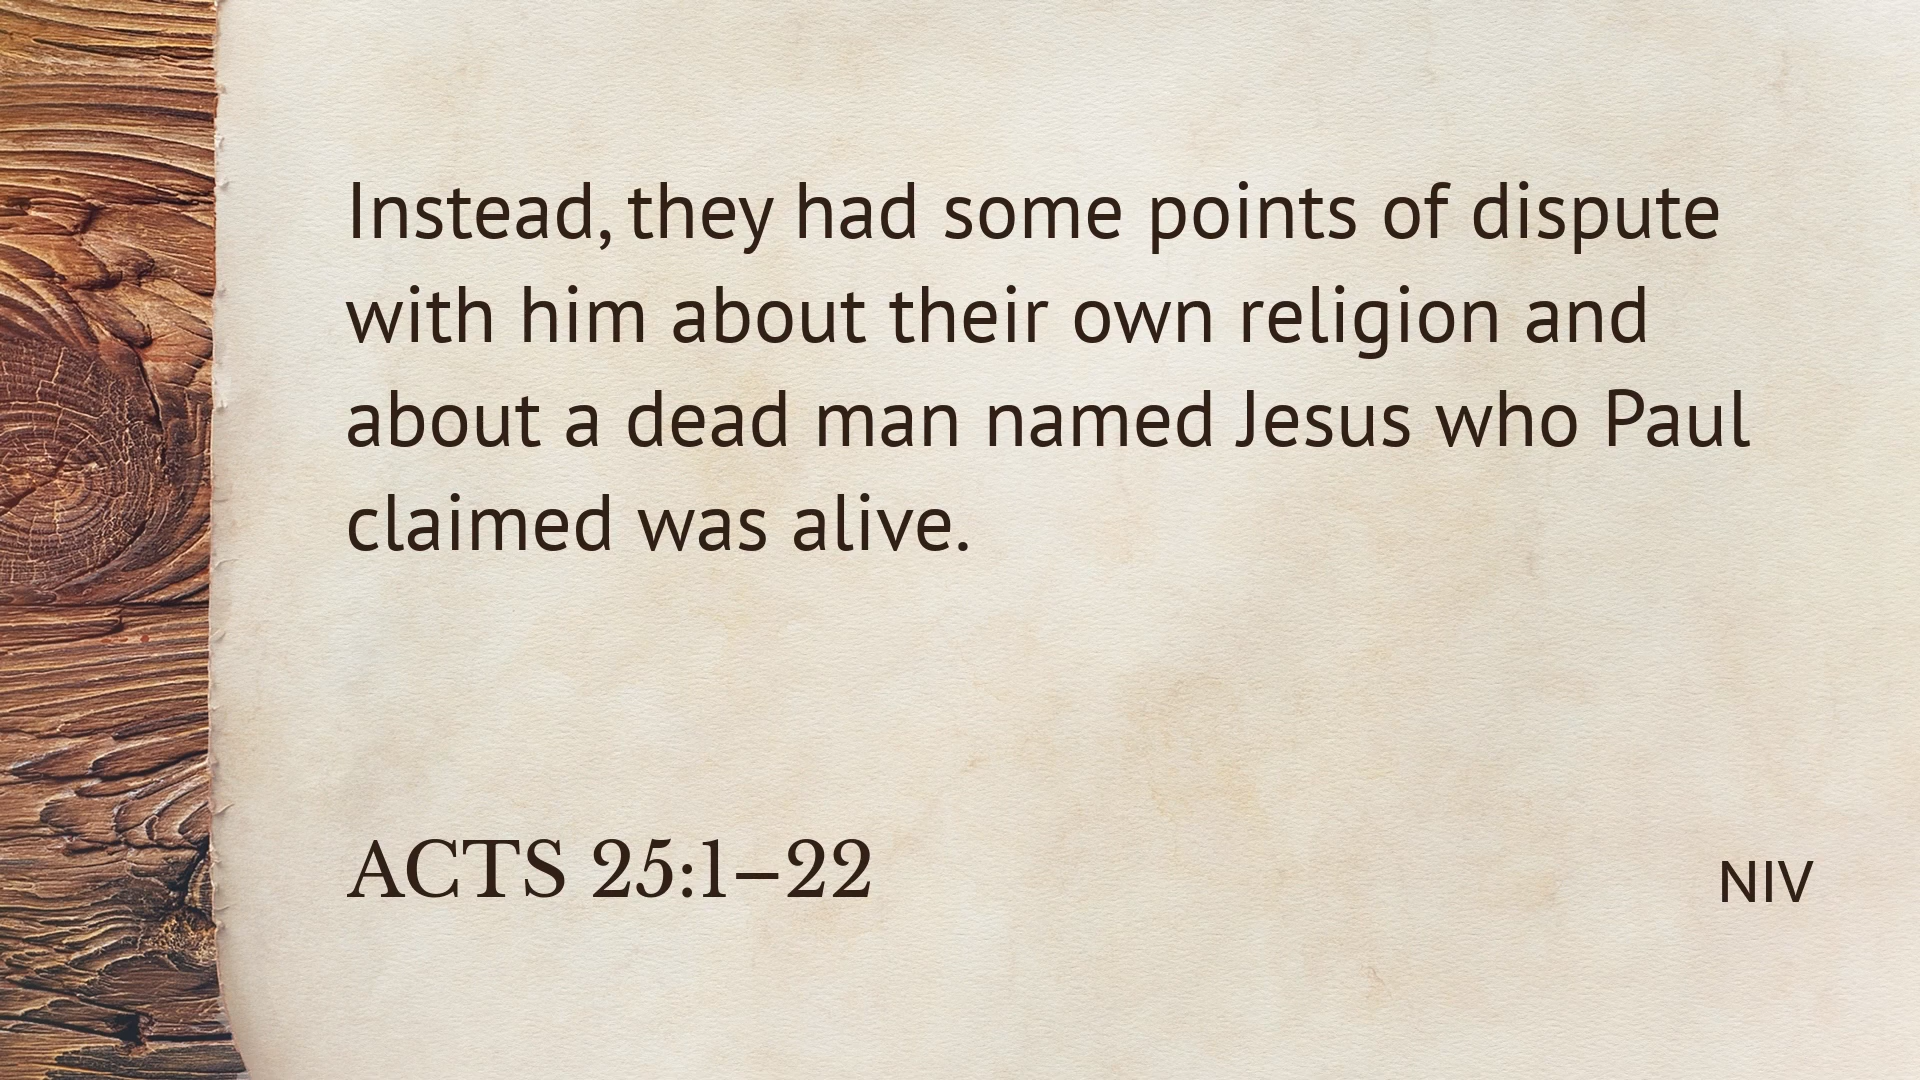 Instead, they had some points of dispute
with him about their own religion and
about a dead man named Jesus who Paul
claimed was alive.
ACTS 25:1–22
NIV